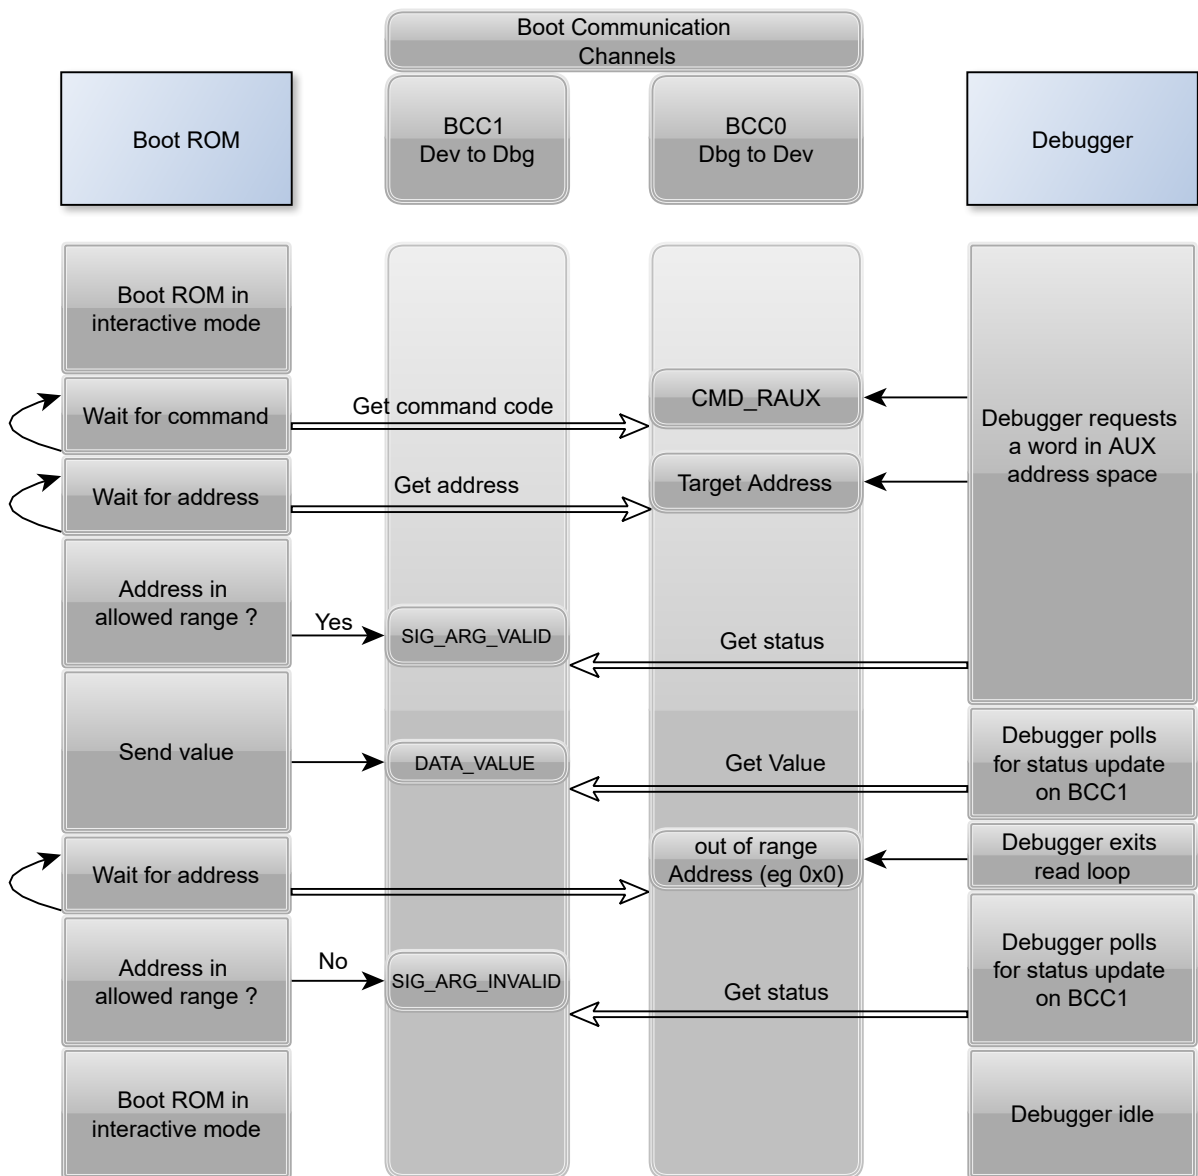 Boot Communication
Channels
Boot ROM
BCC1
Dev to Dbg
BCC0
Dbg to Dev
Debugger
Boot ROM in
interactive mode
Wait for command
Get command code
CMD_RAUX
Debugger requests
a word in AUX
address space
Wait for address
Get address
Target Address
Address in
allowed range ?
Yes
SIG_ARG_VALID
Get status
Send value
DATA_VALUE
Get Value
Debugger polls
for status update
on BCC1
Wait for address
out of range
Address (eg 0x0)
Debugger exits
read loop
Address in
allowed range ?
No
SIG_ARG_INVALID
Get status
Debugger polls
for status update
on BCC1
Boot ROM in
interactive mode
Debugger idle